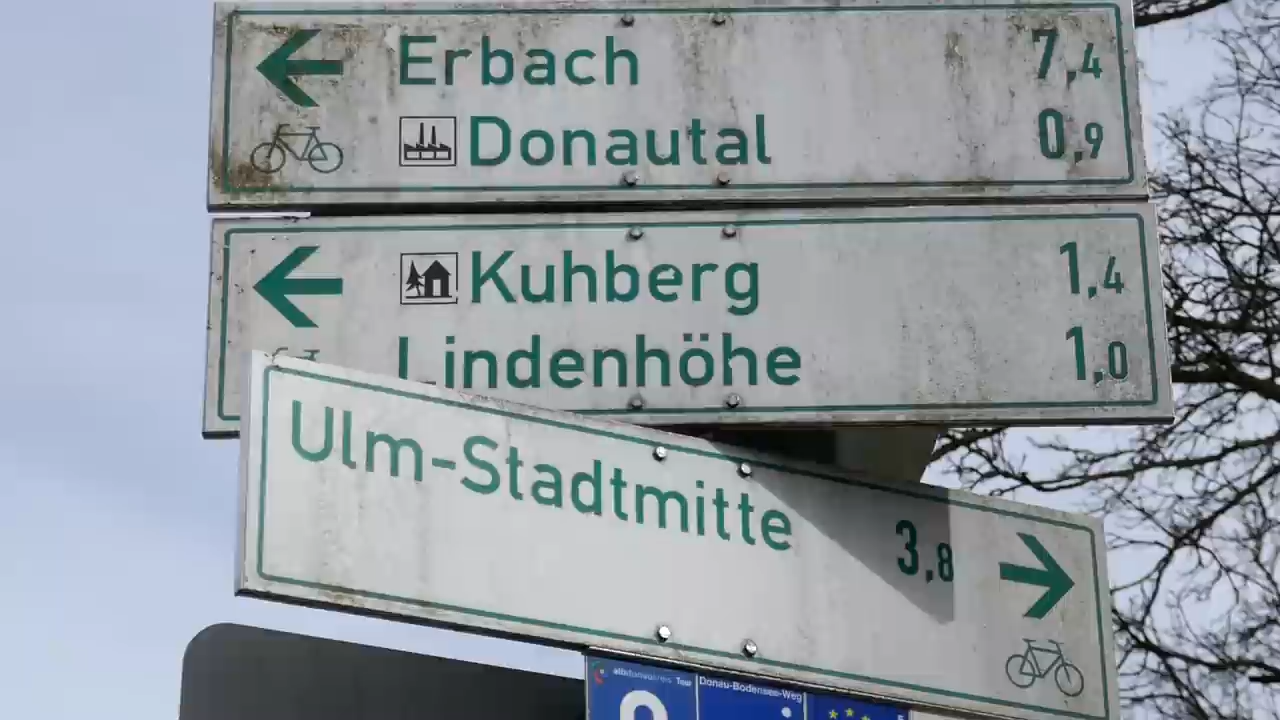 Erbach 7,4
Donautal 0,9
Kuhberg 1,4
Lindenhöhe 1,0
Ulm-Stadtmitte 3,8
Tour
Donau-Bodensee-Weg